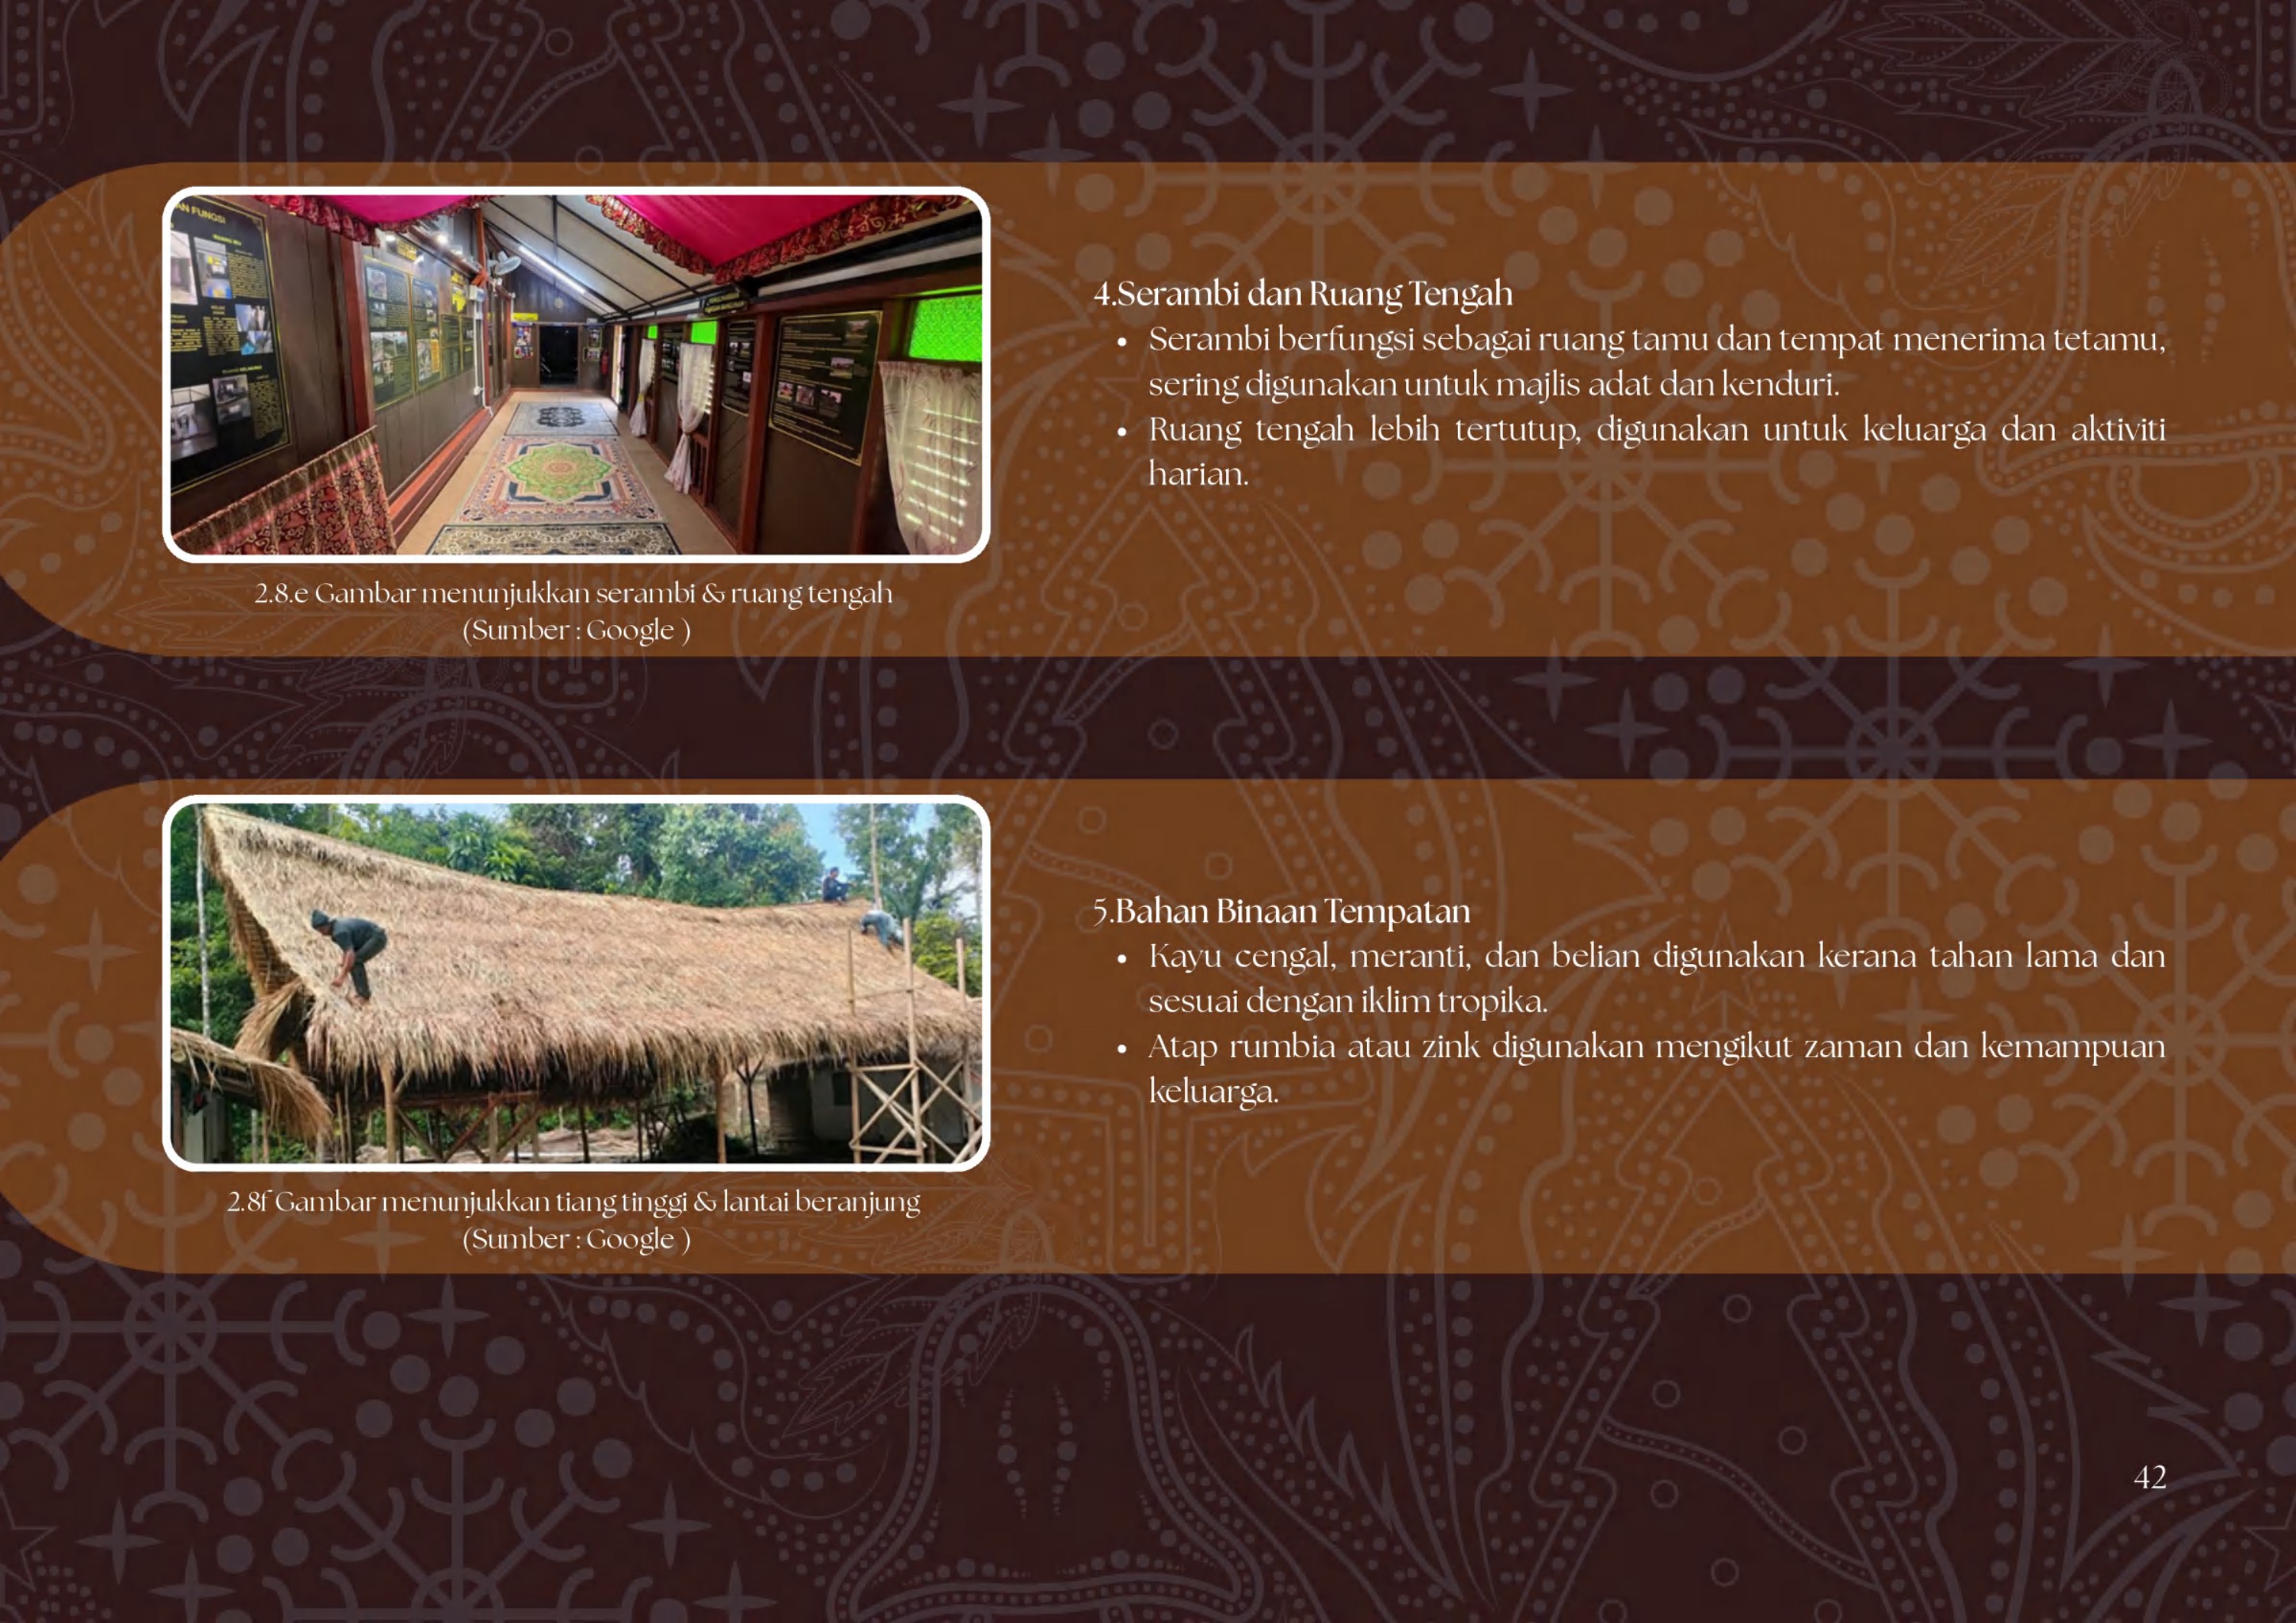 AN FUNGSI
4.Serambi dan Ruang Tengah
• Serambi berfungsi sebagai ruang tamu dan tempat menerima tetamu,
sering digunakan untuk majlis adat dan kenduri.
• Ruang tengah lebih tertutup, digunakan untuk keluarga dan aktiviti
harian.
2.8.e Gambar menunjukkan serambi & ruang tengah
(Sumber : Google )
5.Bahan Binaan Tempatan
• Kayu cengal, meranti, dan belian digunakan kerana tahan lama dan
sesuai dengan iklim tropika.
• Atap rumbia atau zink digunakan mengikut zaman dan kemampuan
keluarga.
2.8f Gambar menunjukkan tiang tinggi & lantai beranjung
(Sumber : Google )
42